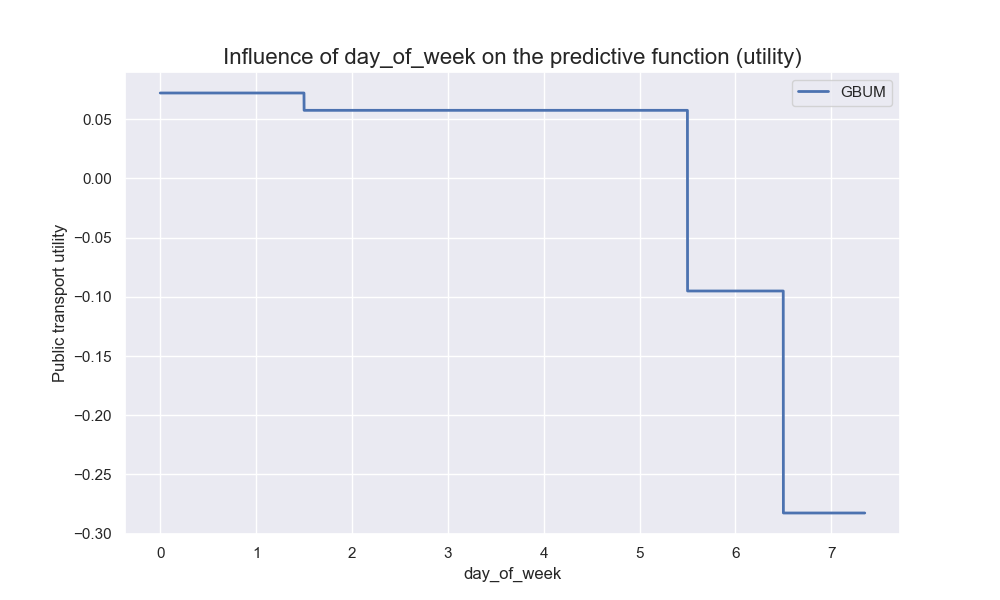 Influence of day_of_week on the predictive function (utility)
GBUM
Public transport utility
0.05
0.00
−0.05
−0.10
−0.15
−0.20
−0.25
−0.30
0 1 2 3 4 5 6 7
day_of_week